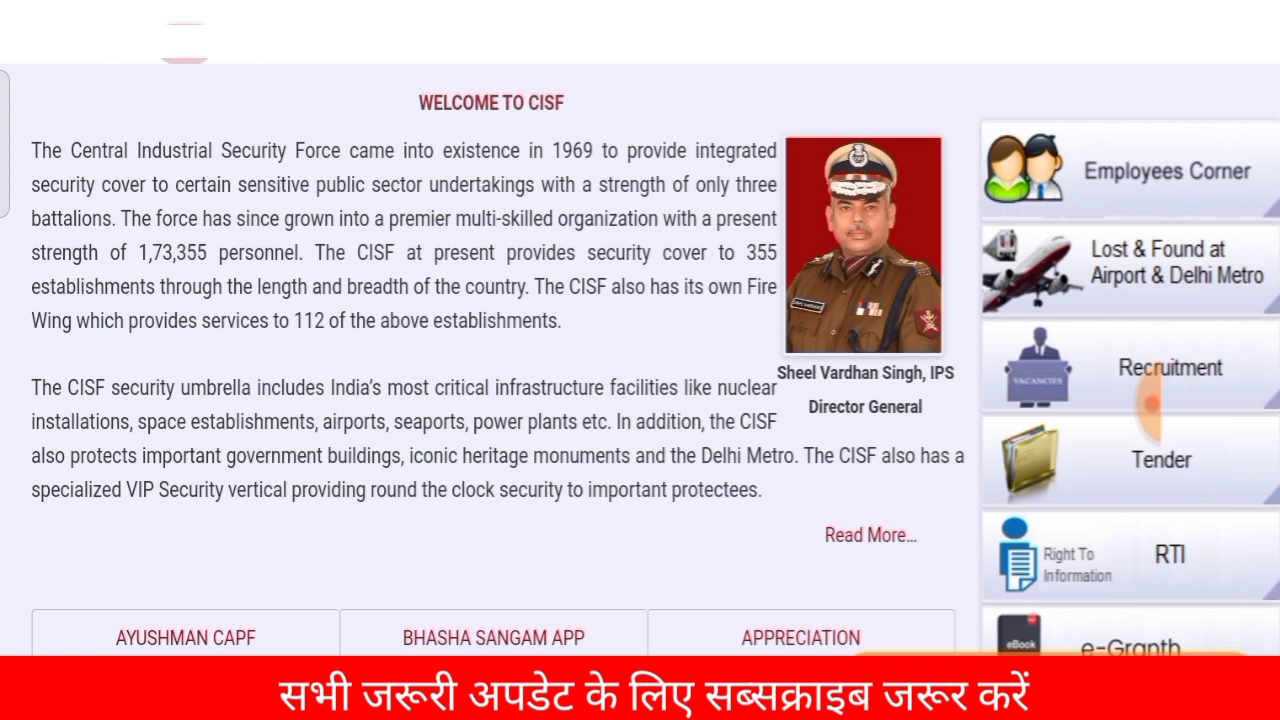 WELCOME TO CISF
The Central Industrial Security Force came into existence in 1969 to provide integrated
security cover to certain sensitive public sector undertakings with a strength of only three
battalions. The force has since grown into a premier multi-skilled organization with a present
strength of 1,73,355 personnel. The CISF at present provides security cover to 355
establishments through the length and breadth of the country. The CISF also has its own Fire
Wing which provides services to 112 of the above establishments.
The CISF security umbrella includes India's most critical infrastructure facilities like nuclear
installations, space establishments, airports, seaports, power plants etc. In addition, the CISF
also protects important government buildings, iconic heritage monuments and the Delhi Metro. The CISF also has a
specialized VIP Security vertical providing round the clock security to important protectees.
Read More...
Sheel Vardhan Singh, IPS
Director General
AYUSHMAN CAPF
BHASHA SANGAM APP
APPRECIATION
Employees Corner
Lost & Found at
Airport & Delhi Metro
VACANCIES
Recruitment
Tender
Right To
Information
RTI
eBook
e-Granth
सभी जरूरी अपडेट के लिए सब्सक्राइब जरूर करें